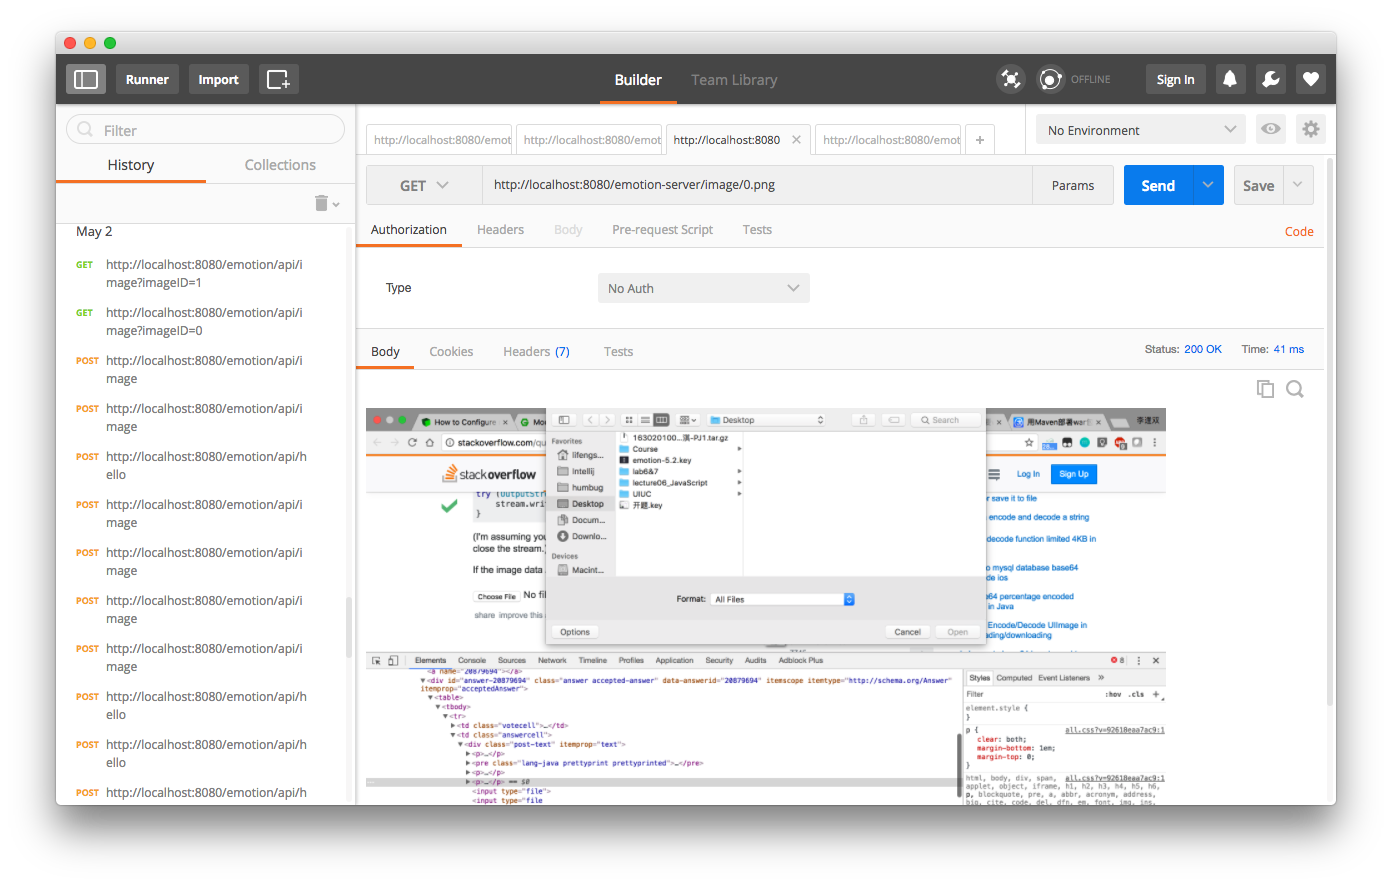 Runner
Import
Builder
Team Library
OFFLINE
Sign In
Filter
History
Collections
May 2
GET http://localhost:8080/emotion/api/i
mage?imageID=1
GET http://localhost:8080/emotion/api/i
mage?imageID=0
POST http://localhost:8080/emotion/api/i
mage
POST http://localhost:8080/emotion/api/i
mage
POST http://localhost:8080/emotion/api/h
ello
POST http://localhost:8080/emotion/api/i
mage
POST http://localhost:8080/emotion/api/i
mage
POST http://localhost:8080/emotion/api/i
mage
POST http://localhost:8080/emotion/api/i
mage
POST http://localhost:8080/emotion/api/h
ello
POST http://localhost:8080/emotion/api/h
ello
POST http://localhost:8080/emotion/api/h
http://localhost:8080/emot
http://localhost:8080/emot
http://localhost:8080
http://localhost:8080/emot
No Environment
GET
http://localhost:8080/emotion-server/image/0.png
Params
Send
Save
Authorization
Headers
Body
Pre-request Script
Tests
Code
Type
No Auth
Body
Cookies
Headers (7)
Tests
Status: 200 OK
Time: 41 ms
How to Configure
Mo
Desktop
Search
用Maven部署war
stackoverflow.com/qu
Favorites
lifengs...
Intellij
humbug
Desktop
Docum...
Downlo...
Devices
Macint...
Course
emotion-5.2.key
lab6&7
lecture06_JavaScript
UIUC
开题.key
Format: All Files
Options
Cancel
Open
stackoverflow
Log In
Sign Up
stream.wri
}
(I'm assuming you
close the stream.
If the image data
Choose File No fil
share improve this
r save it to file
encode and decode a string
decode function limited 4KB in
o mysql database base64
de ios
e64 percentage encoded
in Java
Encode/Decode UIImage in
ading/downloading
Elements Console Sources Network Timeline Profiles Application Security Audits Adblock Plus
8
<a name="20879694"></a>
▼<div id="answer-20879694" class="answer accepted-answer" data-answerid="20879694" itemscope itemtype="http://schema.org/Answer"
itemprop="acceptedAnswer">
▼<table>
▼<tbody>
▼<tr>
▶<td class="votecell">…</td>
▼<td class="answercell">
▼<div class="post-text" itemprop="text">
▶<p>…</p>
▶<pre class="lang-java prettyprint prettyprinted">…</pre>
▶<p>…</p>
▶<p>…</p> == $0
<input type="file">
<input type="file
Styles Computed Event Listeners »
Filter
:hov .cls +
element.style {
}
p {
all.css?v=92618eaa7ac9:1
clear: both;
margin-bottom: 1em;
margin-top: 0;
}
html, body, div, span, all.css?v=92618eaa7ac9:1
applet, object, iframe, h1, h2, h3, h4, h5, h6,
p, blockquote, pre, a, abbr, acronym, address,
big, cite, code, del, dfn, em, font, img, ins,